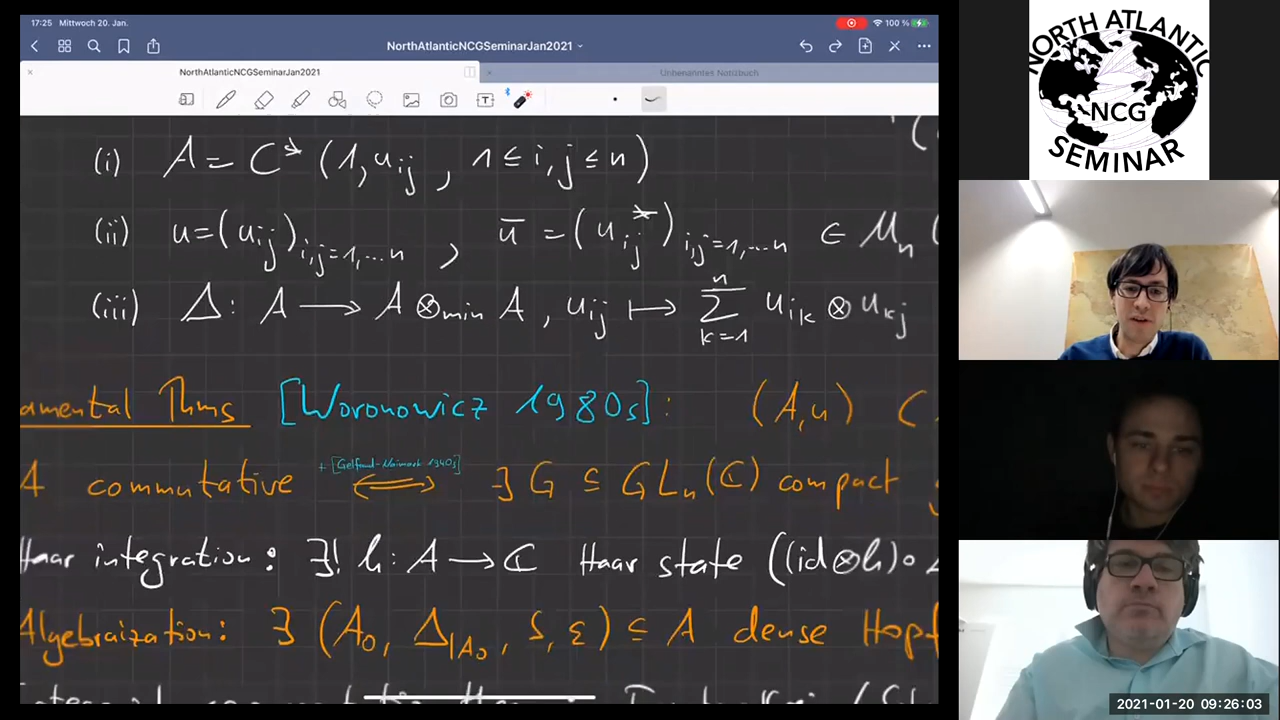 17:25 Mittwoch 20. Jan.
100 %
NorthAtlanticNCGSeminarJan2021
NorthAtlanticNCGSeminarJan2021
Unbenanntes Notizbuch
(i) A = C* (1, uij , 1 ≤ i,j ≤ n)
(ii) u = (uij)i,j=1,...n , ū = (uij*)i,j=1,...n ∈ Mn (
(iii) Δ: A → A ⊗min A , uij ↦ Σ k=1 n uik ⊗ ukj
amental Thms [Woronowicz 1980s]: (A,u) C
+ [Gelfand-Naimark 1940s]
A commutative ⟺ ∃ G ⊆ GLn(ℂ) compact
Haar integration: ∃! h: A → ℂ Haar state ((id⊗h)∘
Algebraization: ∃ (A0, Δ|A0, S, ε) ⊆ A dense Hopf
NORTH ATLANTIC
NCG
SEMINAR
2021-01-20 09:26:03